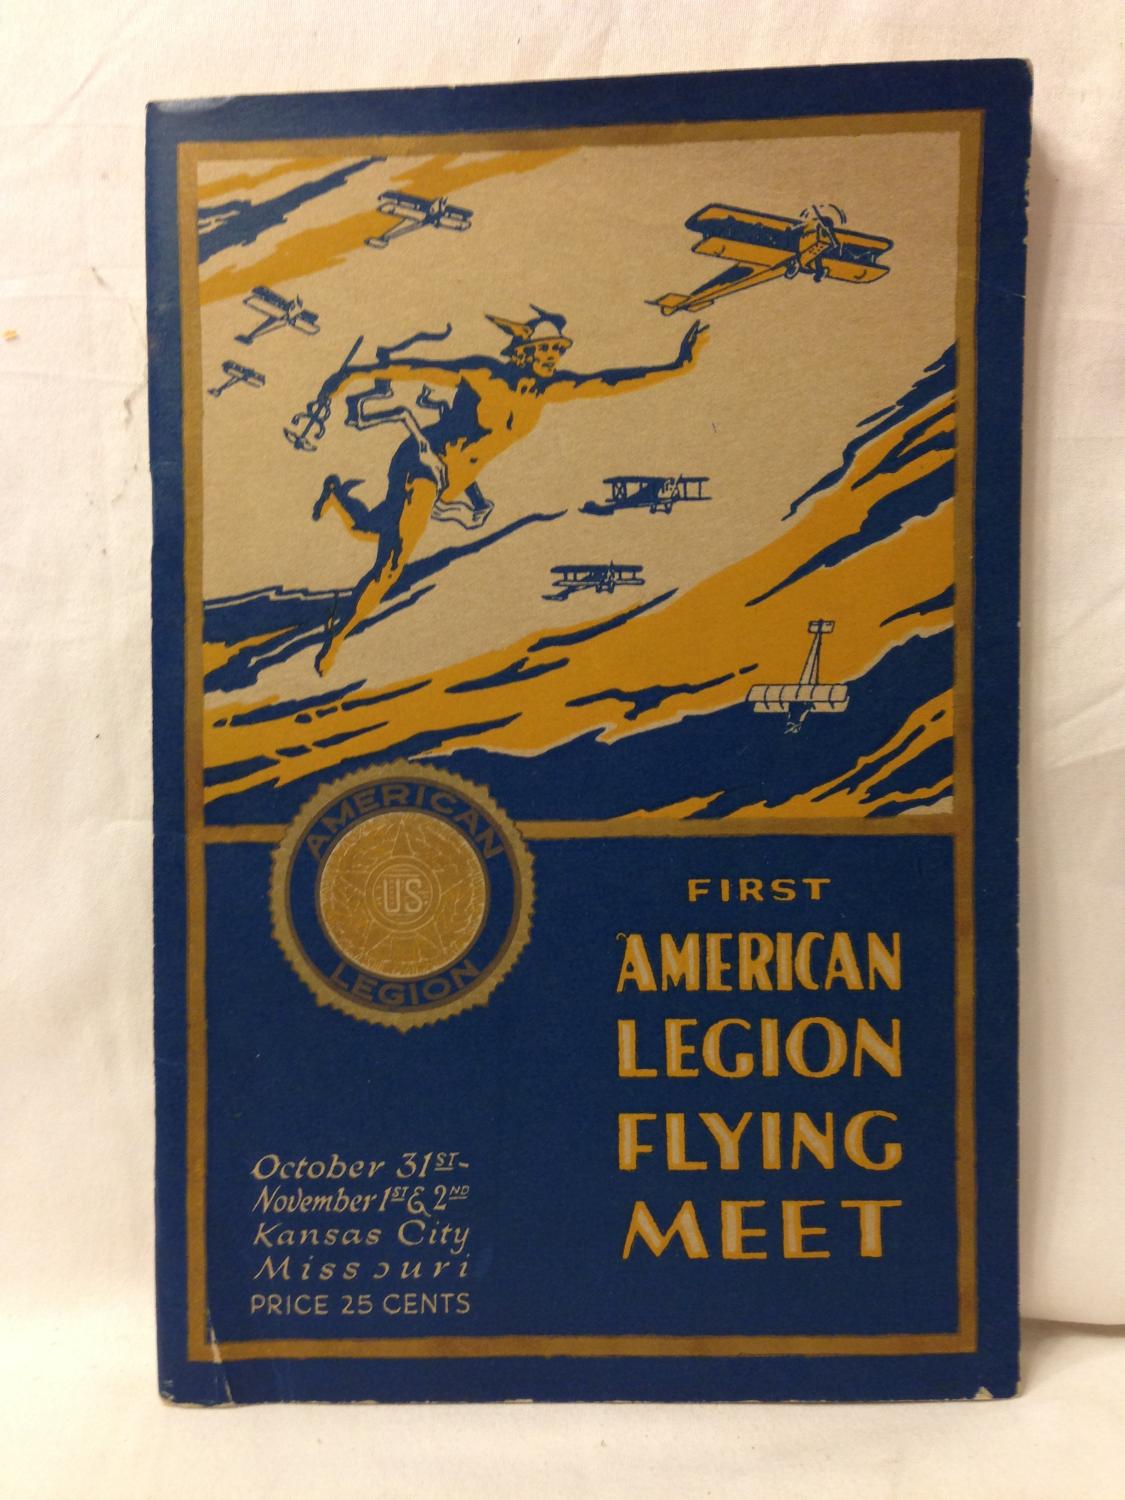 AMERICAN
US
LEGION
FIRST
AMERICAN
LEGION
FLYING
MEET
October 31ST-
November 1ST & 2ND
Kansas City
Missouri
PRICE 25 CENTS